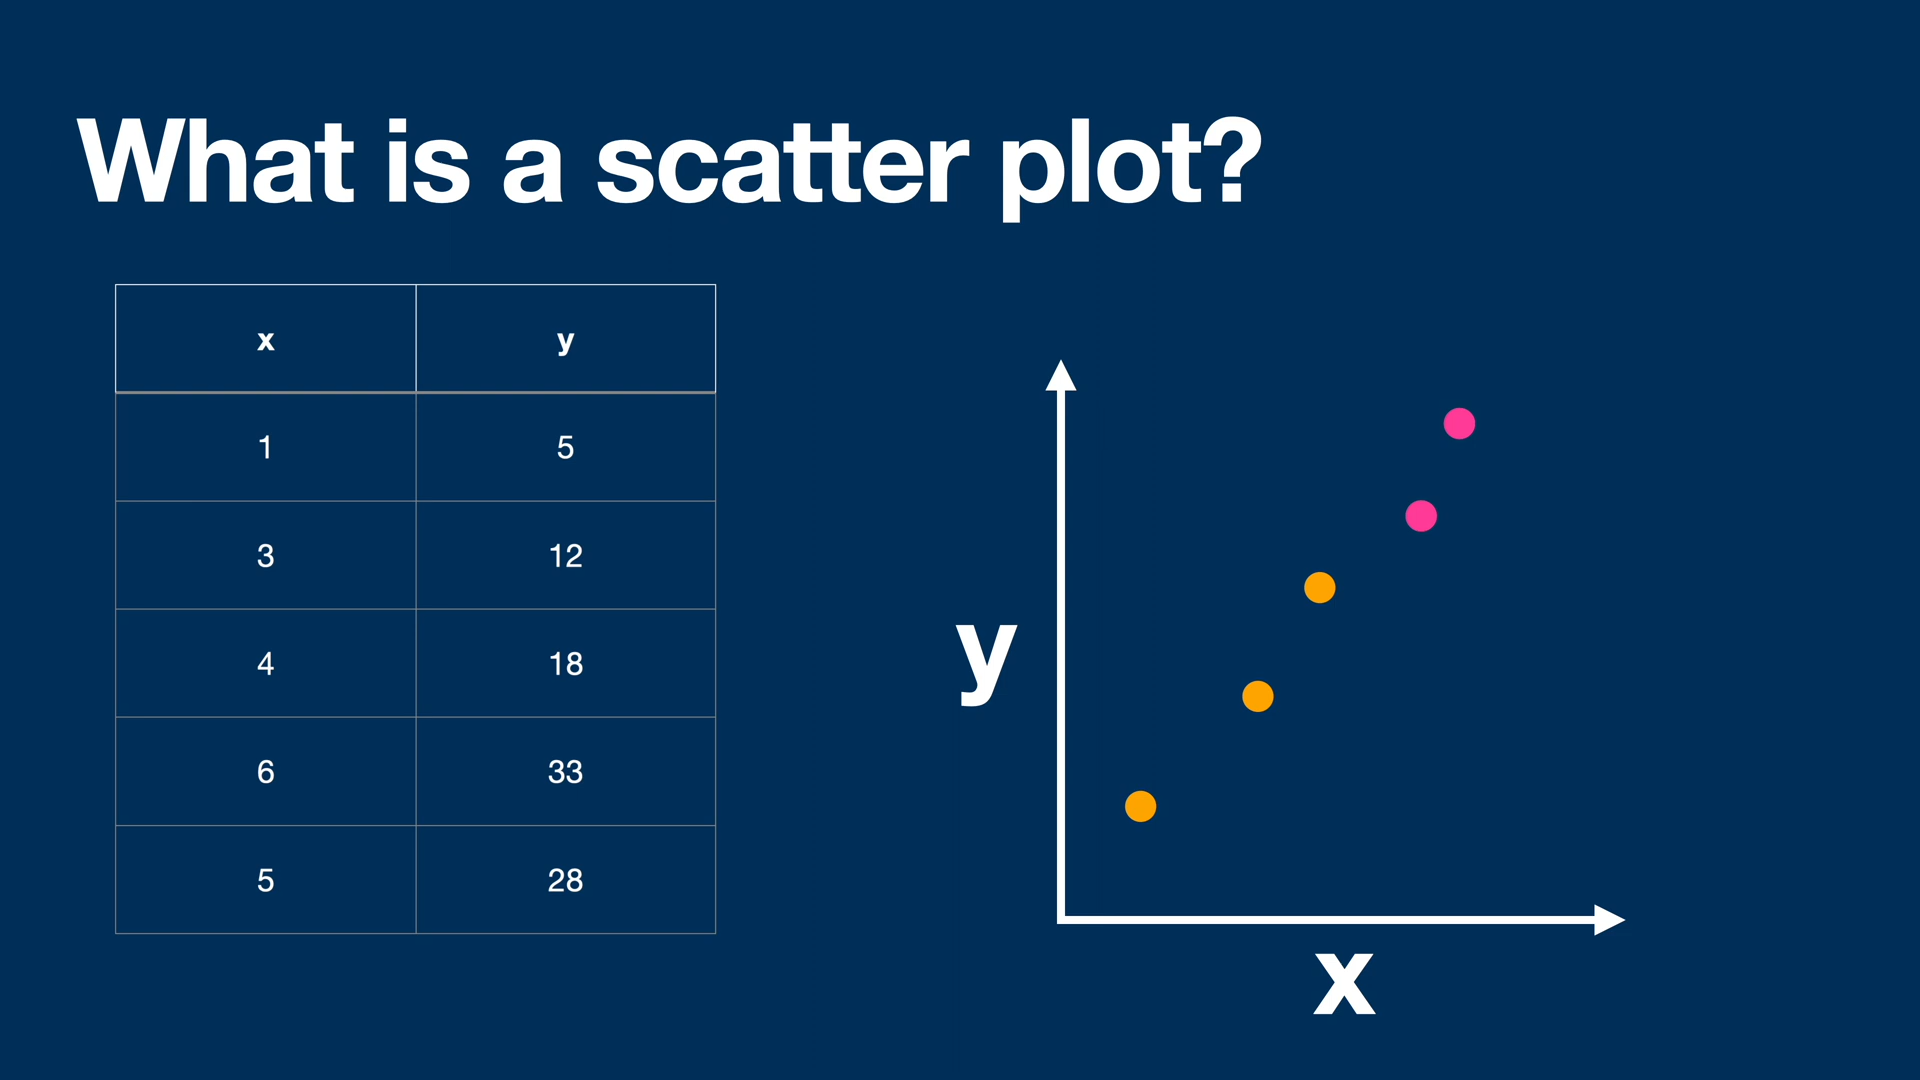 What is a scatter plot?
x y
1 5
3 12
4 18
6 33
5 28
y
x